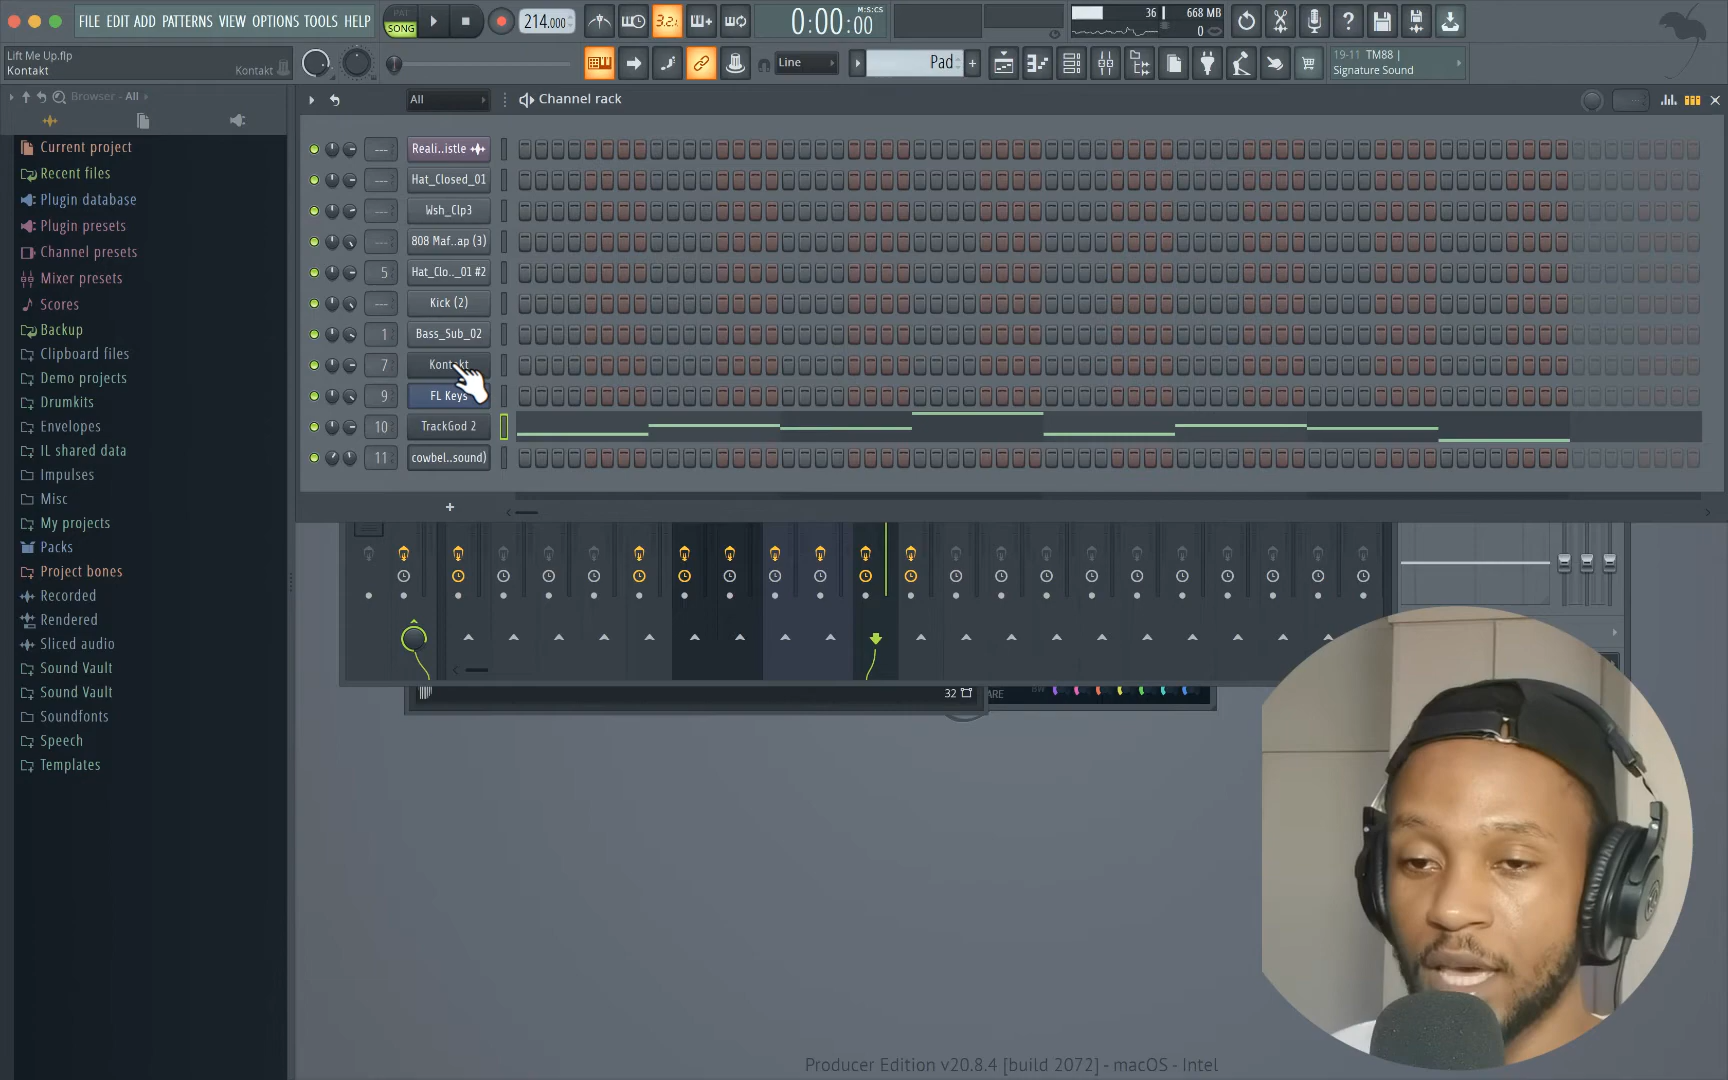 FILE EDIT ADD PATTERNS VIEW OPTIONS TOOLS HELP
PAT
SONG
214.000
3.2.
0:00:00
M:S:CS
36
668 MB
0
Lift Me Up.flp
Kontakt
Kontakt
Line
Pad
19-11 TM88 |
Signature Sound
Browser - All
All
Channel rack
Current project
Recent files
Plugin database
Plugin presets
Channel presets
Mixer presets
Scores
Backup
Clipboard files
Demo projects
Drumkits
Envelopes
IL shared data
Impulses
Misc
My projects
Packs
Project bones
Recorded
Rendered
Sliced audio
Sound Vault
Sound Vault
Soundfonts
Speech
Templates
--- Reali..istle
--- Hat_Closed_01
--- Wsh_Clp3
--- 808 Maf..ap (3)
5 Hat_Clo.._01 #2
--- Kick (2)
1 Bass_Sub_02
7 Kontakt
9 FL Keys
10 TrackGod 2
11 cowbel..sound)
+
32
ARE
Producer Edition v20.8.4 [build 2072] - macOS - Intel